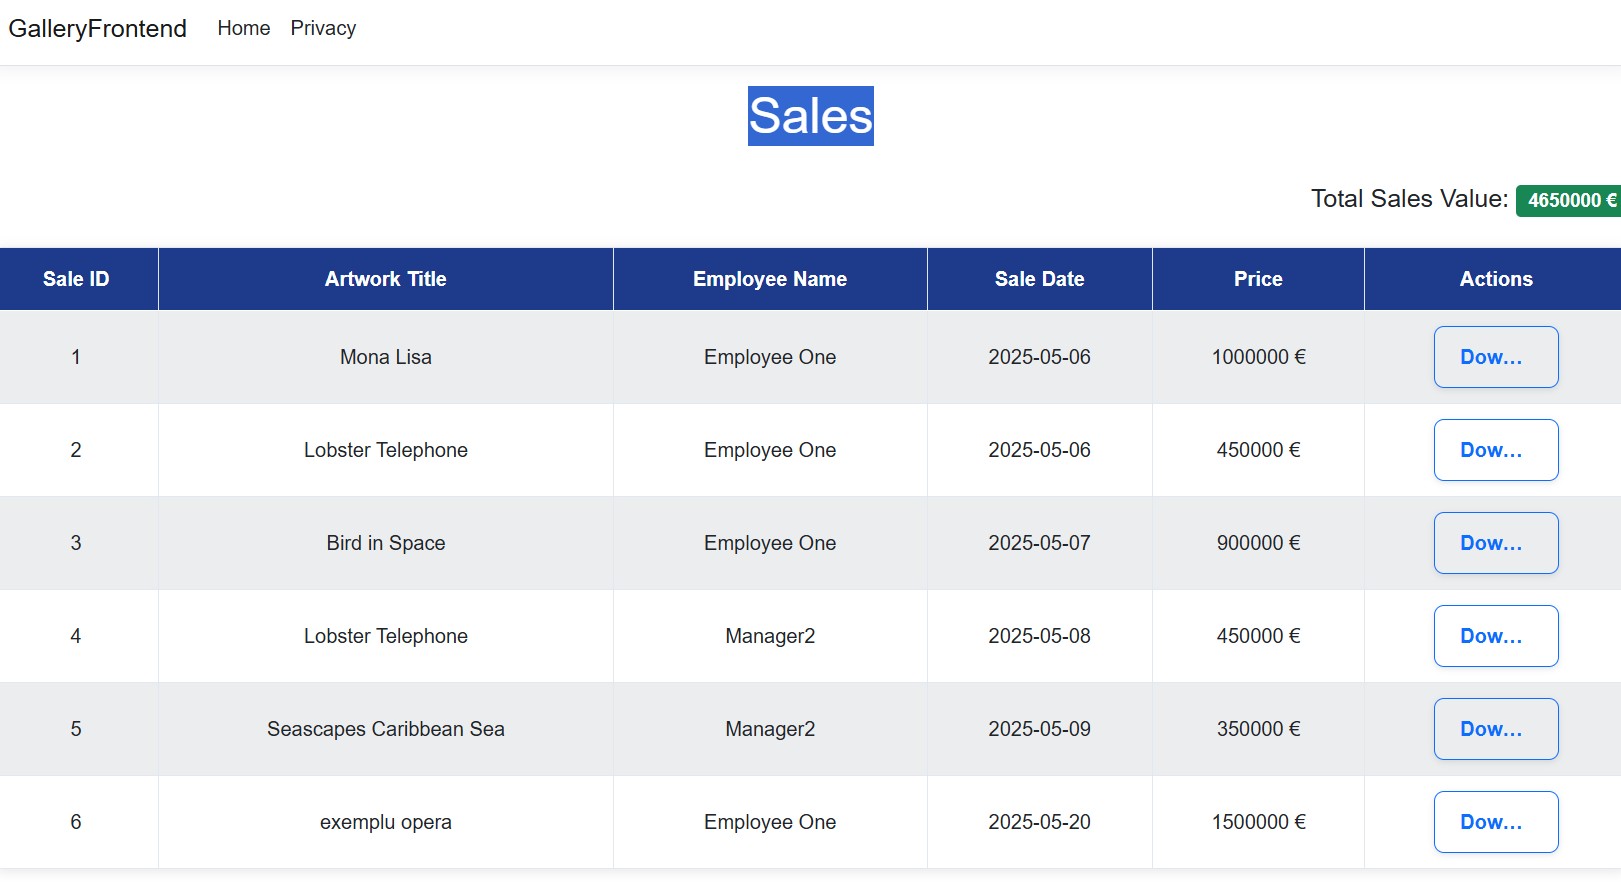 GalleryFrontend Home Privacy
Sales
Total Sales Value: 4650000 €
Sale ID Artwork Title Employee Name Sale Date Price Actions
1 Mona Lisa Employee One 2025-05-06 1000000 € Dow...
2 Lobster Telephone Employee One 2025-05-06 450000 € Dow...
3 Bird in Space Employee One 2025-05-07 900000 € Dow...
4 Lobster Telephone Manager2 2025-05-08 450000 € Dow...
5 Seascapes Caribbean Sea Manager2 2025-05-09 350000 € Dow...
6 exemplu opera Employee One 2025-05-20 1500000 € Dow...